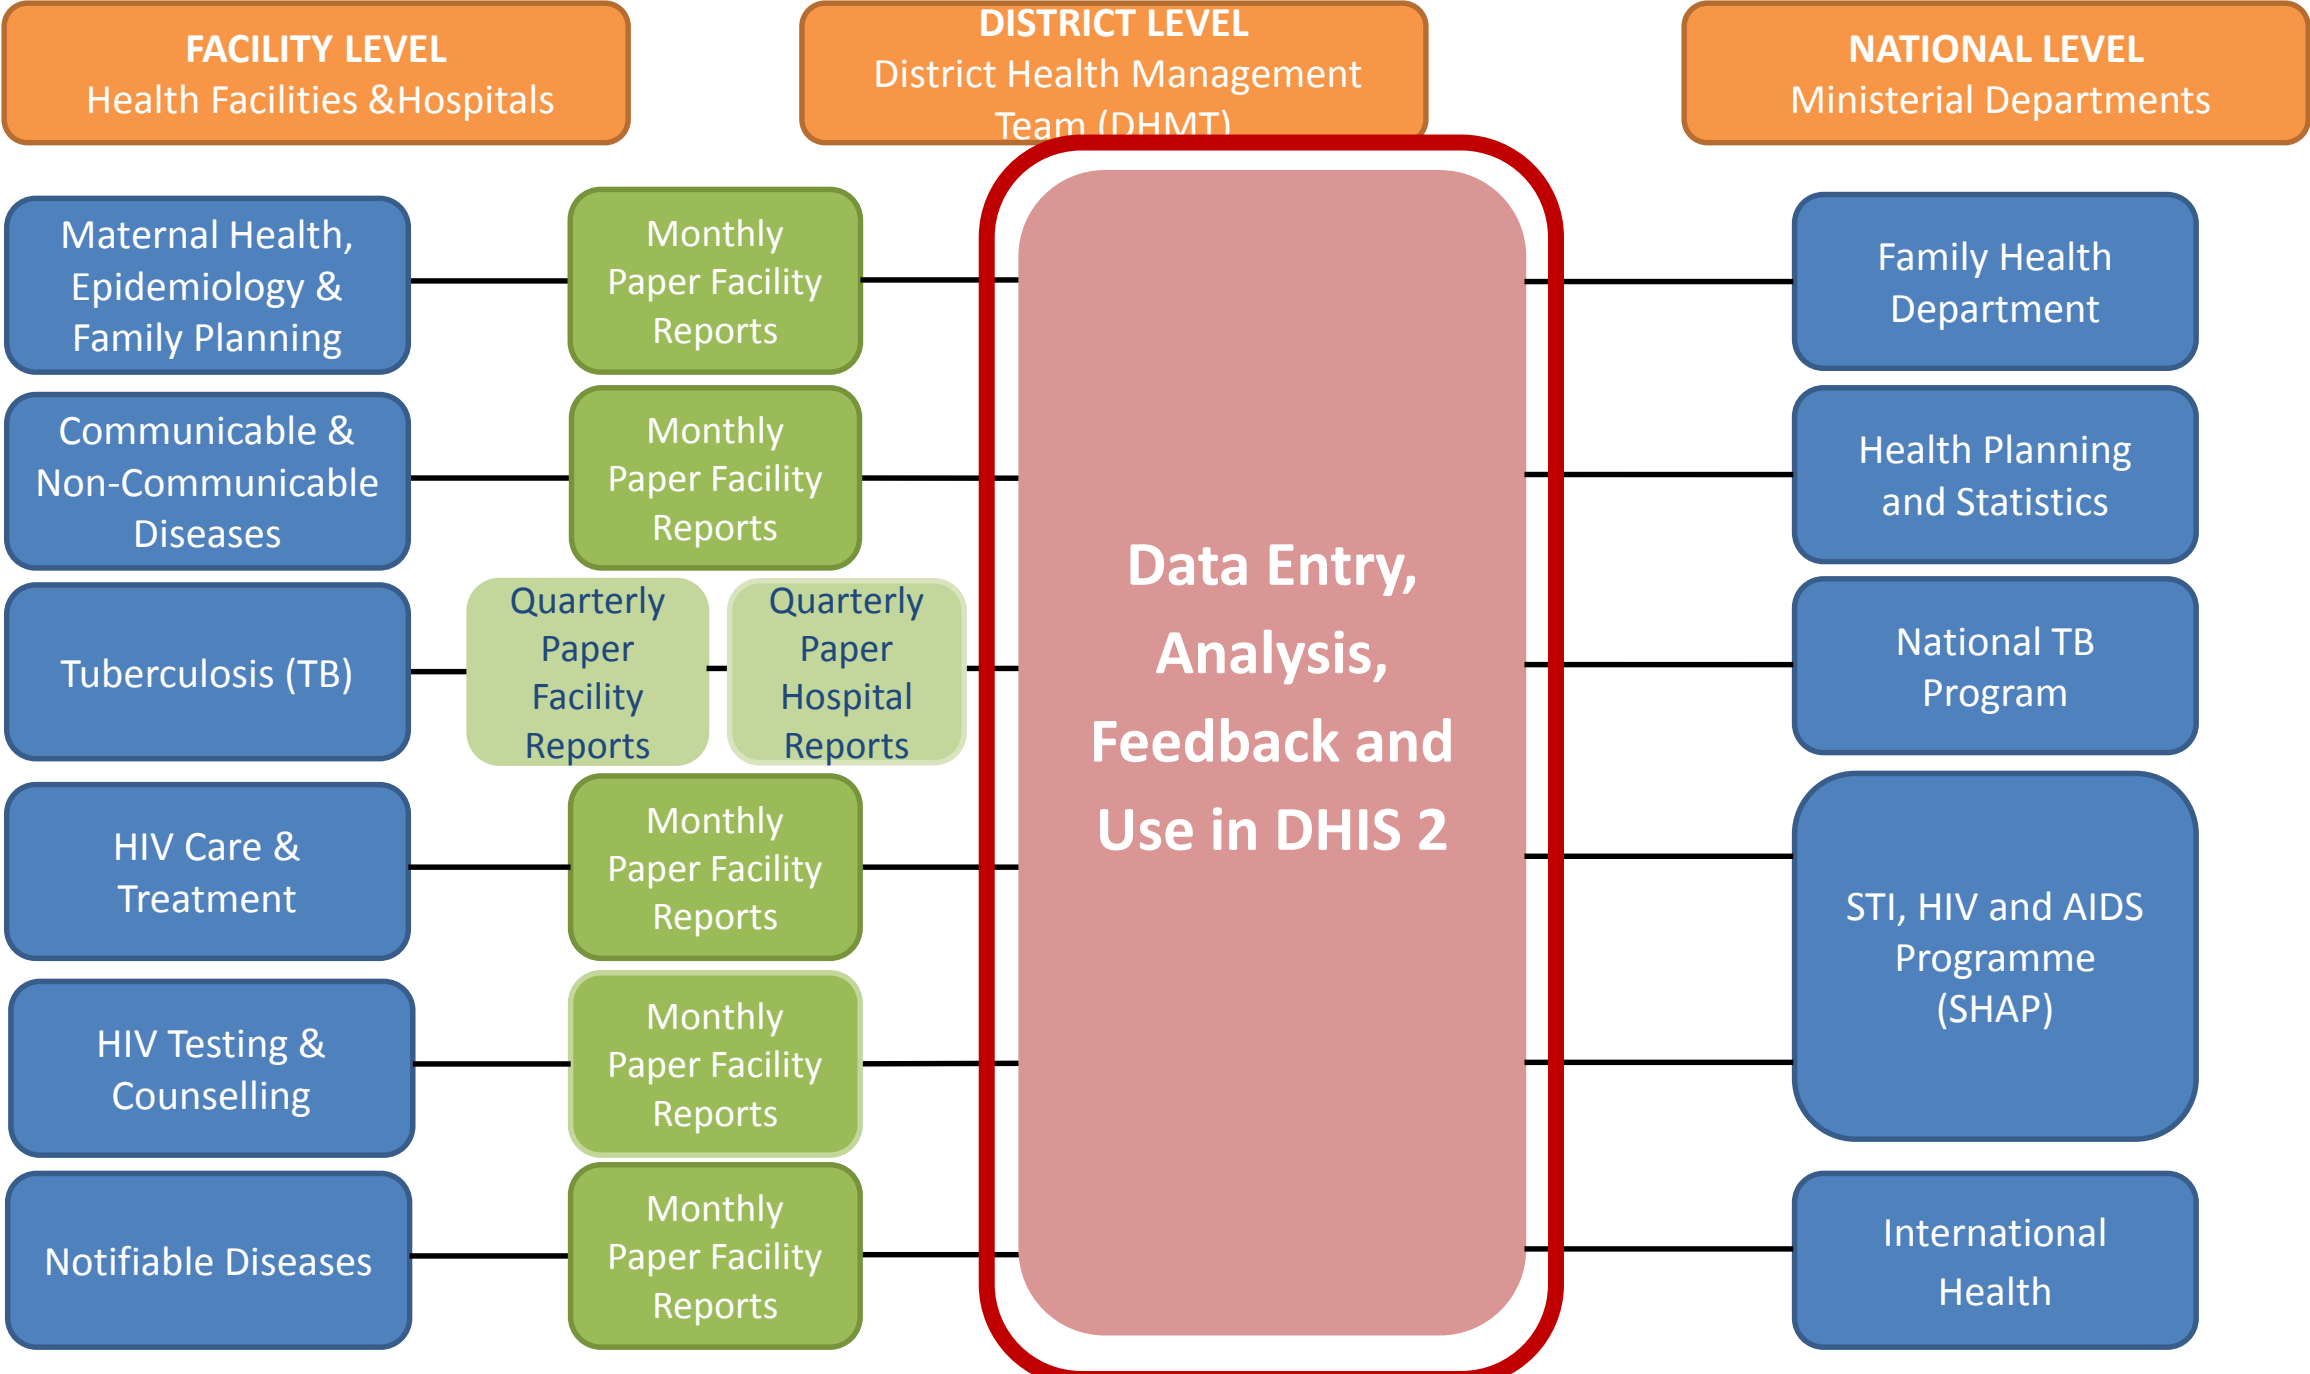 FACILITY LEVEL
Health Facilities &Hospitals
DISTRICT LEVEL
District Health Management
Team (DHMT)
NATIONAL LEVEL
Ministerial Departments
Maternal Health,
Epidemiology &
Family Planning
Monthly
Paper Facility
Reports
Communicable &
Non-Communicable
Diseases
Monthly
Paper Facility
Reports
Tuberculosis (TB)
Quarterly
Paper
Facility
Reports
Quarterly
Paper
Hospital
Reports
HIV Care &
Treatment
Monthly
Paper Facility
Reports
HIV Testing &
Counselling
Monthly
Paper Facility
Reports
Notifiable Diseases
Monthly
Paper Facility
Reports
Data Entry,
Analysis,
Feedback and
Use in DHIS 2
Family Health
Department
Health Planning
and Statistics
National TB
Program
STI, HIV and AIDS
Programme
(SHAP)
International
Health